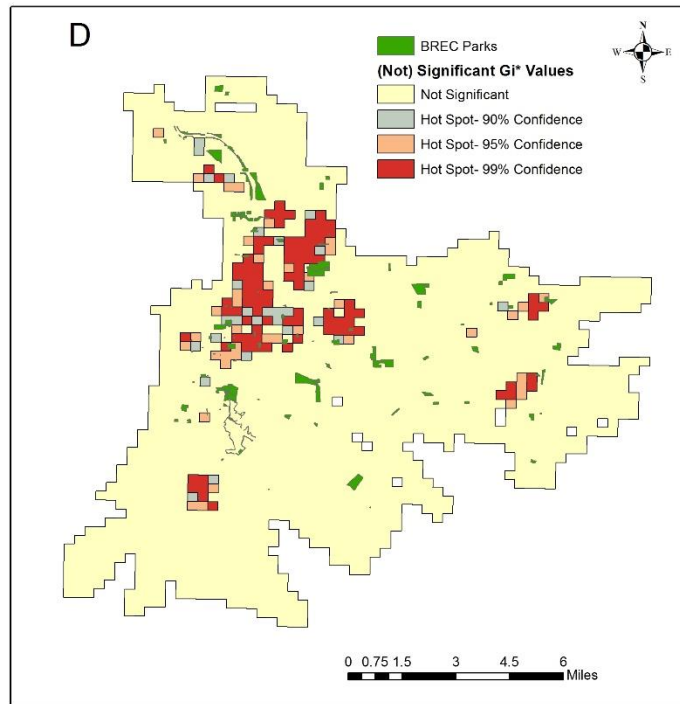 D
BREC Parks
(Not) Significant Gi* Values
Not Significant
Hot Spot- 90% Confidence
Hot Spot- 95% Confidence
Hot Spot- 99% Confidence
N
W E
S
0 0.75 1.5 3 4.5 6
Miles